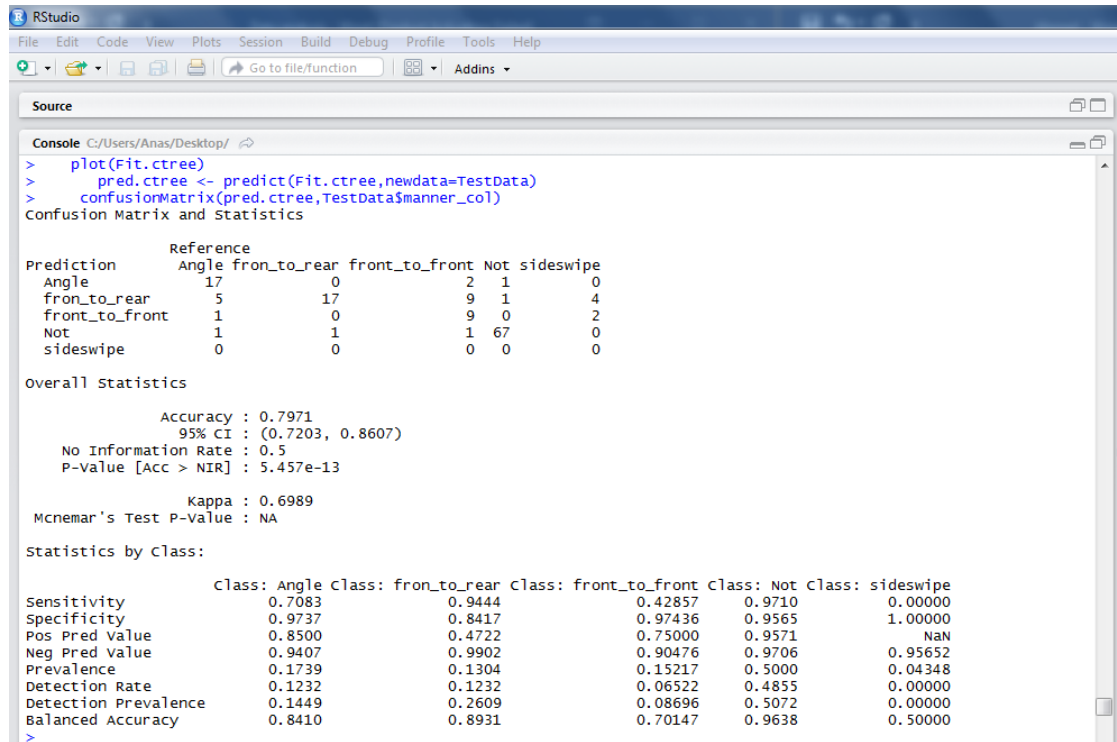 RStudio
File Edit Code View Plots Session Build Debug Profile Tools Help
Go to file/function Addins
Source
Console C:/Users/Anas/Desktop/
> plot(Fit.ctree)
> pred.ctree <- predict(Fit.ctree,newdata=TestData)
> confusionMatrix(pred.ctree,TestData$manner_col)
Confusion Matrix and Statistics
Reference
Prediction Angle fron_to_rear front_to_front Not sideswipe
Angle 17 0 2 1 0
fron_to_rear 5 17 9 1 4
front_to_front 1 0 9 0 2
Not 1 1 1 67 0
sideswipe 0 0 0 0 0
Overall Statistics
Accuracy : 0.7971
95% CI : (0.7203, 0.8607)
No Information Rate : 0.5
P-Value [Acc > NIR] : 5.457e-13
Kappa : 0.6989
Mcnemar's Test P-Value : NA
Statistics by Class:
Class: Angle Class: fron_to_rear Class: front_to_front Class: Not Class: sideswipe
Sensitivity 0.7083 0.9444 0.42857 0.9710 0.00000
Specificity 0.9737 0.8417 0.97436 0.9565 1.00000
Pos Pred Value 0.8500 0.4722 0.75000 0.9571 NaN
Neg Pred Value 0.9407 0.9902 0.90476 0.9706 0.95652
Prevalence 0.1739 0.1304 0.15217 0.5000 0.04348
Detection Rate 0.1232 0.1232 0.06522 0.4855 0.00000
Detection Prevalence 0.1449 0.2609 0.08696 0.5072 0.00000
Balanced Accuracy 0.8410 0.8931 0.70147 0.9638 0.50000
>